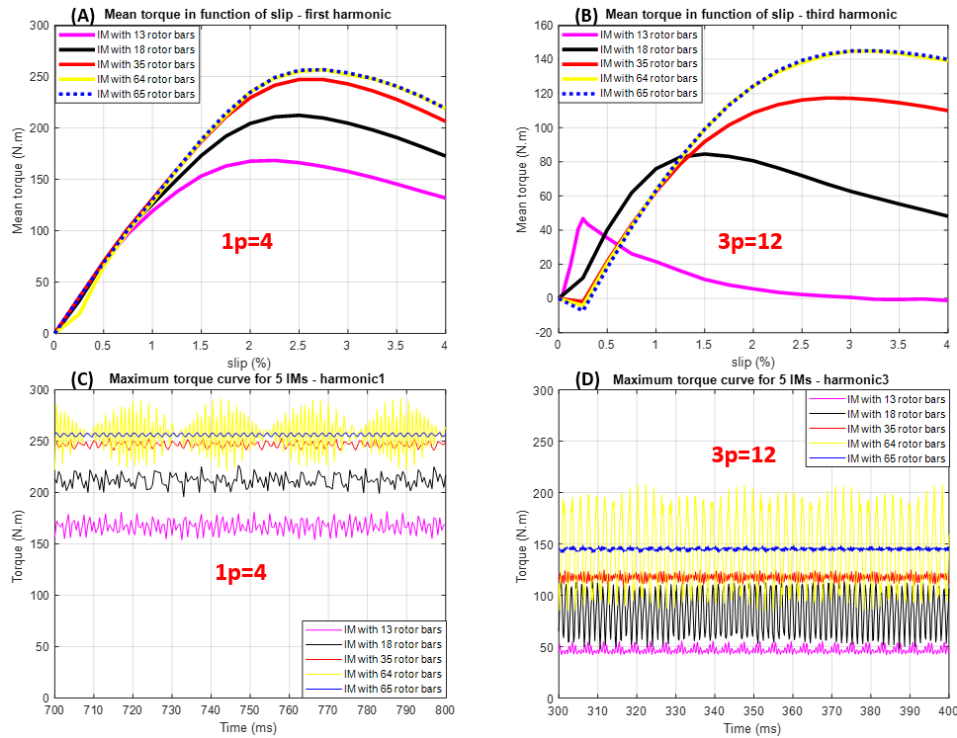 (A) Mean torque in function of slip - first harmonic
300
250
200
150
100
50
0
Mean torque (N.m)
IM with 13 rotor bars
IM with 18 rotor bars
IM with 35 rotor bars
IM with 64 rotor bars
IM with 65 rotor bars
1p=4
0 0.5 1 1.5 2 2.5 3 3.5 4
slip (%)
(B) Mean torque in function of slip - third harmonic
160
140
120
100
80
60
40
20
0
-20
Mean torque (N.m)
IM with 13 rotor bars
IM with 18 rotor bars
IM with 35 rotor bars
IM with 64 rotor bars
IM with 65 rotor bars
3p=12
0 0.5 1 1.5 2 2.5 3 3.5 4
slip (%)
(C) Maximum torque curve for 5 IMs - harmonic1
300
250
200
150
100
50
0
Torque (N.m)
1p=4
IM with 13 rotor bars
IM with 18 rotor bars
IM with 35 rotor bars
IM with 64 rotor bars
IM with 65 rotor bars
700 710 720 730 740 750 760 770 780 790 800
Time (ms)
(D) Maximum torque curve for 5 IMs - harmonic3
300
250
200
150
100
50
0
Torque (N.m)
3p=12
IM with 13 rotor bars
IM with 18 rotor bars
IM with 35 rotor bars
IM with 64 rotor bars
IM with 65 rotor bars
300 310 320 330 340 350 360 370 380 390 400
Time (ms)